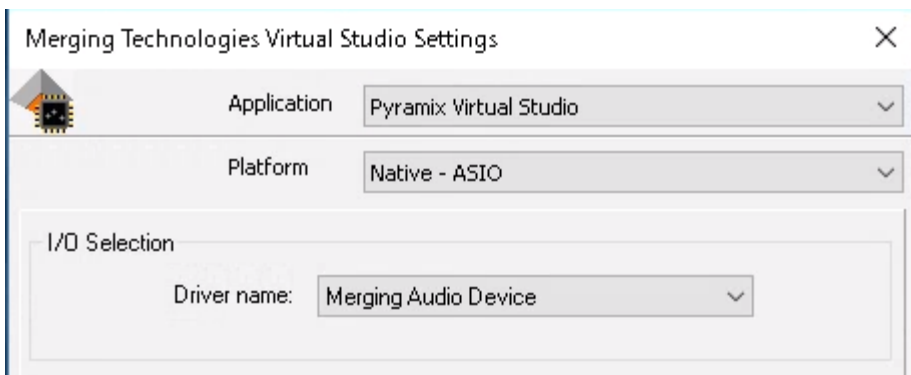 Merging Technologies Virtual Studio Settings
Application Pyramix Virtual Studio
Platform Native - ASIO
I/O Selection
Driver name: Merging Audio Device